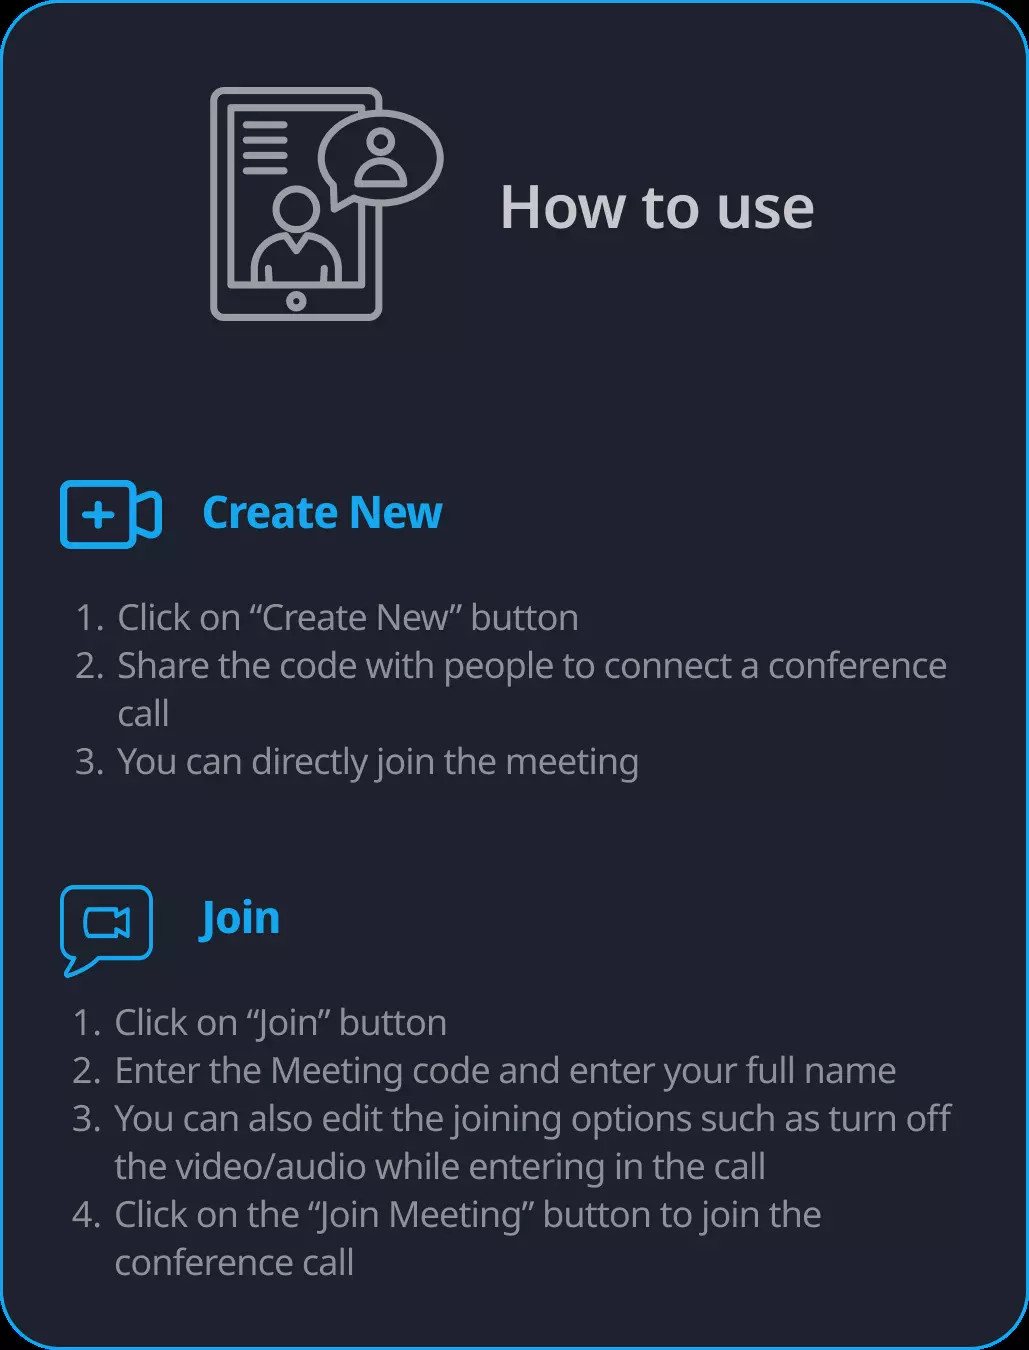 How to use
Create New
1. Click on “Create New” button
2. Share the code with people to connect a conference
call
3. You can directly join the meeting
Join
1. Click on “Join” button
2. Enter the Meeting code and enter your full name
3. You can also edit the joining options such as turn off
the video/audio while entering in the call
4. Click on the “Join Meeting” button to join the
conference call